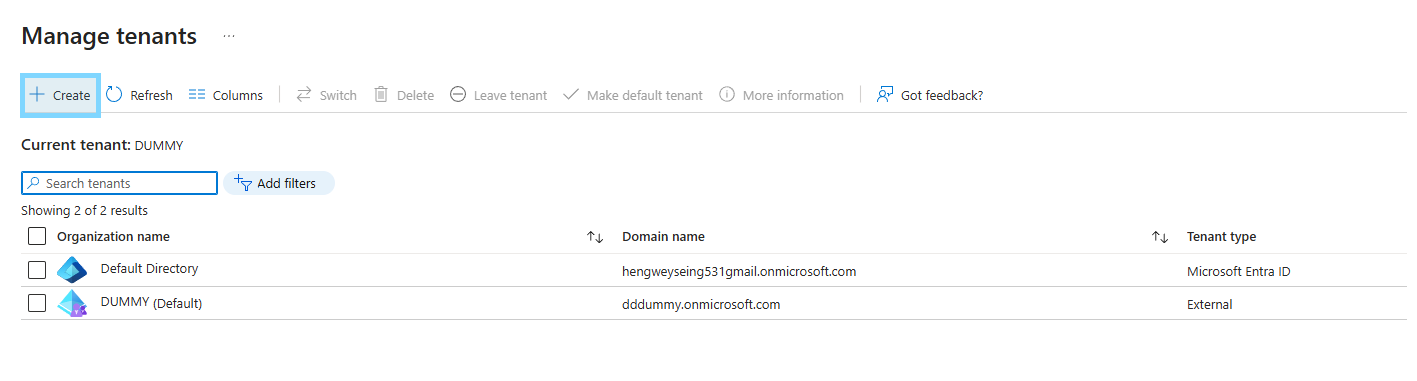 Manage tenants ...
Create Refresh Columns Switch Delete Leave tenant Make default tenant More information Got feedback?
Current tenant: DUMMY
Search tenants Add filters
Showing 2 of 2 results
Organization name Domain name Tenant type
Default Directory hengweyseing531gmail.onmicrosoft.com Microsoft Entra ID
DUMMY (Default) dddummy.onmicrosoft.com External